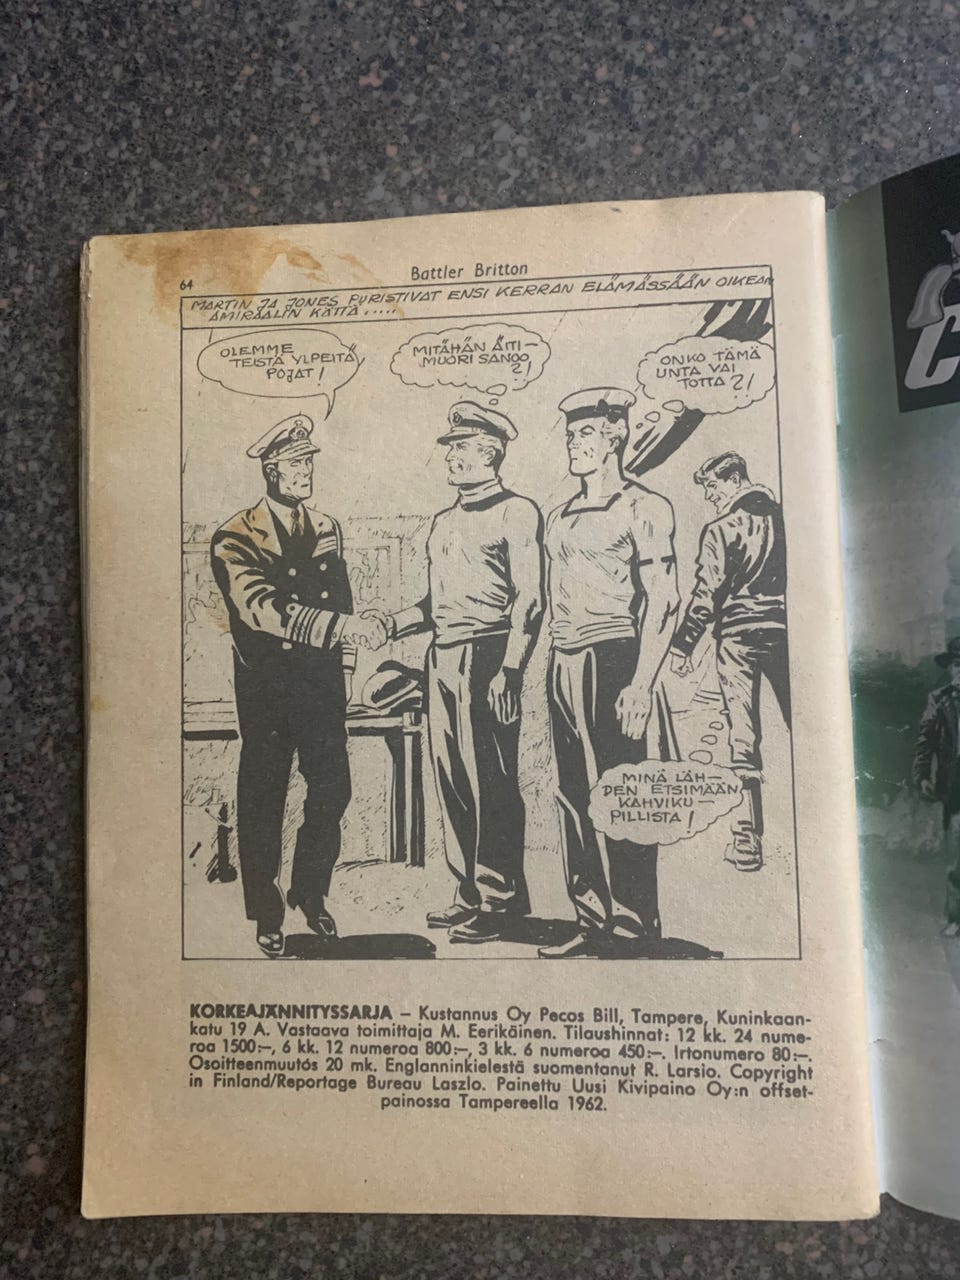 64
Battler Britton
MARTIN JA JONES PURISTIVAT ENSI KERRAN ELÄMÄSSÄÄN OIKEAN
AMIRAALIN KÄTTÄ.....
OLEMME
TEISTÄ YLPEITÄ,
POJAT!
MITÄHÄN ÄITI-
MUORI SANOO
?!
ONKO TÄMÄ
UNTA VAI
TOTTA?!
MINÄ LÄH-
DEN ETSIMÄÄN
KAHVIKU-
PILLISTA!
KORKEAJÄNNITYSSARJA – Kustannus Oy Pecos Bill, Tampere, Kuninkaan-
katu 19 A. Vastaava toimittaja M. Eerikäinen. Tilaushinnat: 12 kk. 24 nume-
roa 1500:–, 6 kk. 12 numeroa 800:–, 3 kk. 6 numeroa 450:–. Irtonumero 80:–.
Osoitteenmuutos 20 mk. Englanninkielestä suomentanut R. Larsio. Copyright
in Finland/Reportage Bureau Laszlo. Painettu Uusi Kivipaino Oy:n offset-
painossa Tampereella 1962.
C